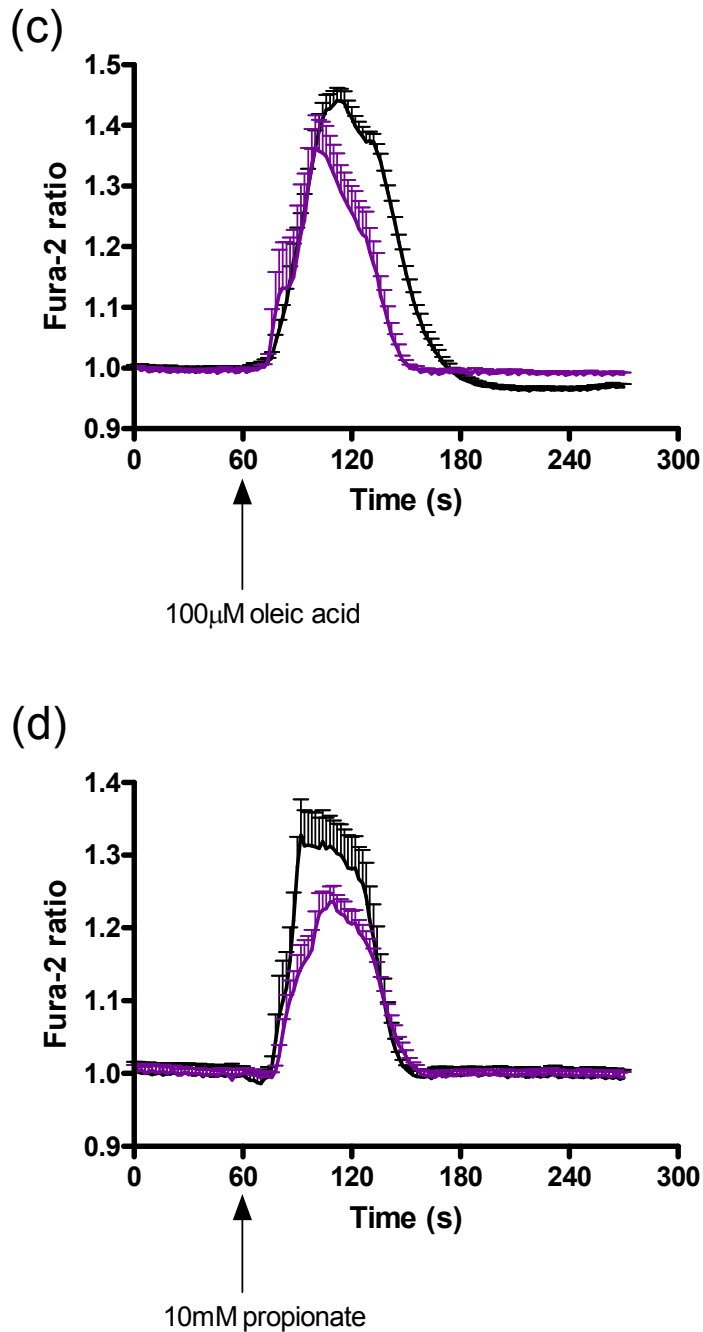 (c)
1.5
1.4
1.3
1.2
1.1
1.0
0.9
Fura-2 ratio
0 60 120 180 240 300
Time (s)
100μM oleic acid
(d)
1.4
1.3
1.2
1.1
1.0
0.9
Fura-2 ratio
0 60 120 180 240 300
Time (s)
10mM propionate